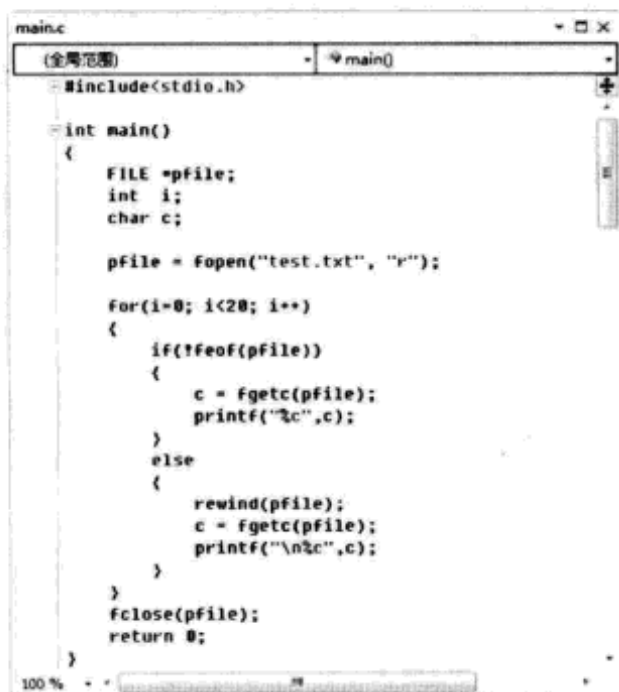 main.c
(全局范围) main()
#include<stdio.h>
int main()
{
FILE *pfile;
int i;
char c;
pfile = fopen("test.txt", "r");
for(i=0; i<20; i++)
{
if(!feof(pfile))
{
c = fgetc(pfile);
printf("%c",c);
}
else
{
rewind(pfile);
c = fgetc(pfile);
printf("\n%c",c);
}
}
fclose(pfile);
return 0;
}
100 %